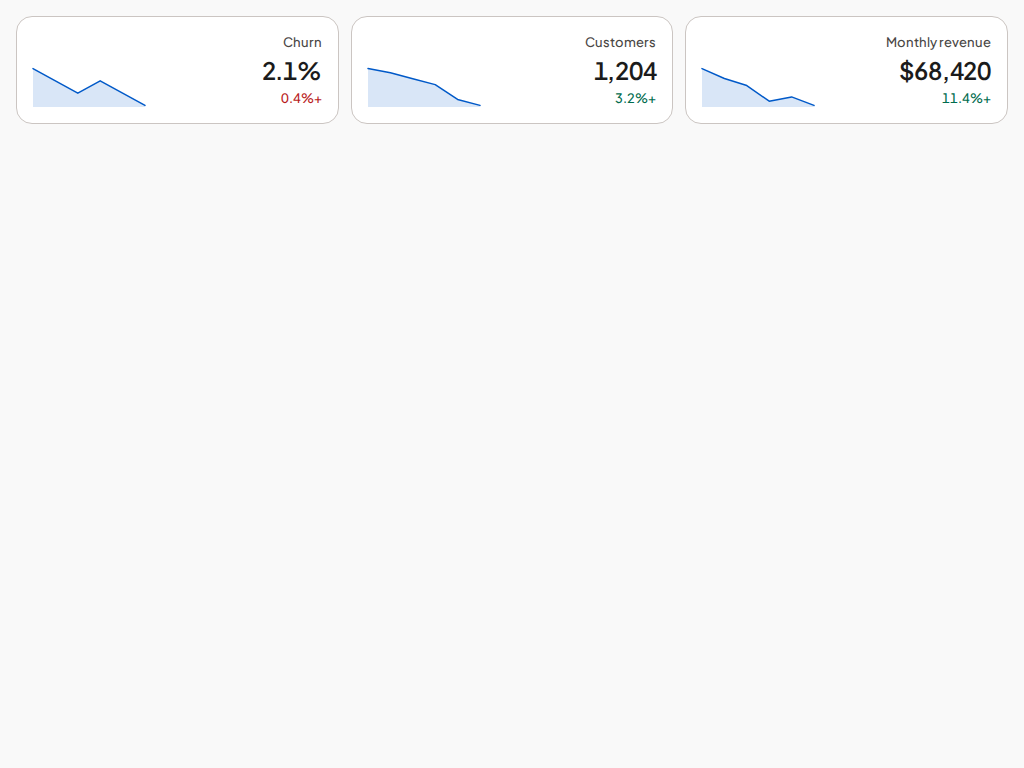 Churn
2.1%
0.4%+
Customers
1,204
3.2%+
Monthly revenue
$68,420
11.4%+